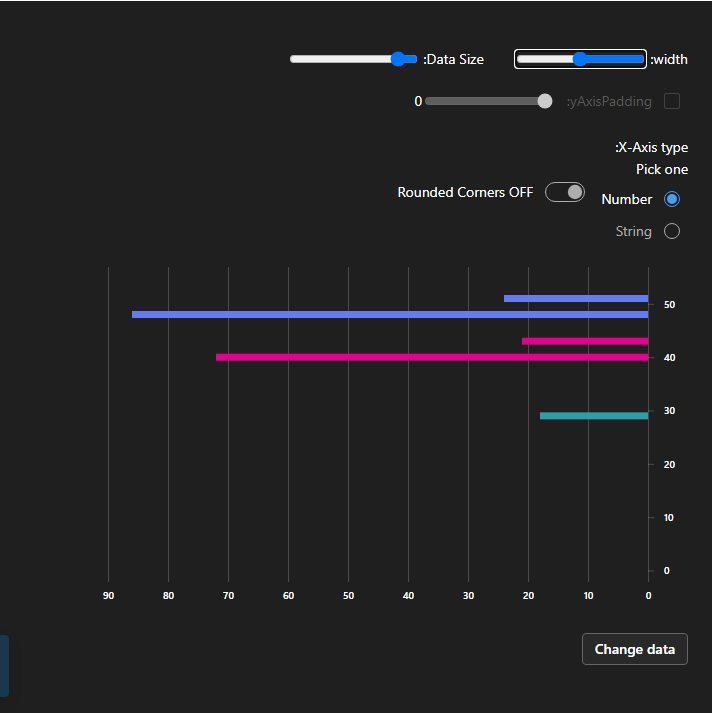 :width
:Data Size
:yAxisPadding
0
:X-Axis type
Pick one
Number
Rounded Corners OFF
String
50
40
30
20
10
0
90 80 70 60 50 40 30 20 10 0
Change data